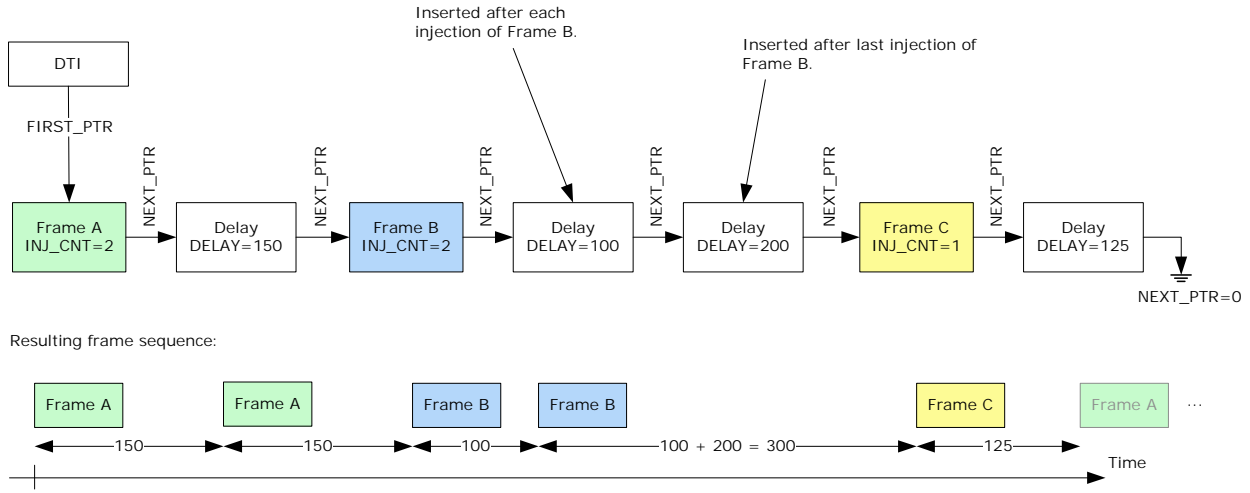 Inserted after each
injection of Frame B.
Inserted after last injection of
Frame B.
DTI
FIRST_PTR
NEXT_PTR
NEXT_PTR
NEXT_PTR
NEXT_PTR
NEXT_PTR
NEXT_PTR
Frame A
INJ_CNT=2
Delay
DELAY=150
Frame B
INJ_CNT=2
Delay
DELAY=100
Delay
DELAY=200
Frame C
INJ_CNT=1
Delay
DELAY=125
NEXT_PTR=0
Resulting frame sequence:
Frame A
Frame A
Frame B
Frame B
Frame C
Frame A
...
150
150
100
100 + 200 = 300
125
Time